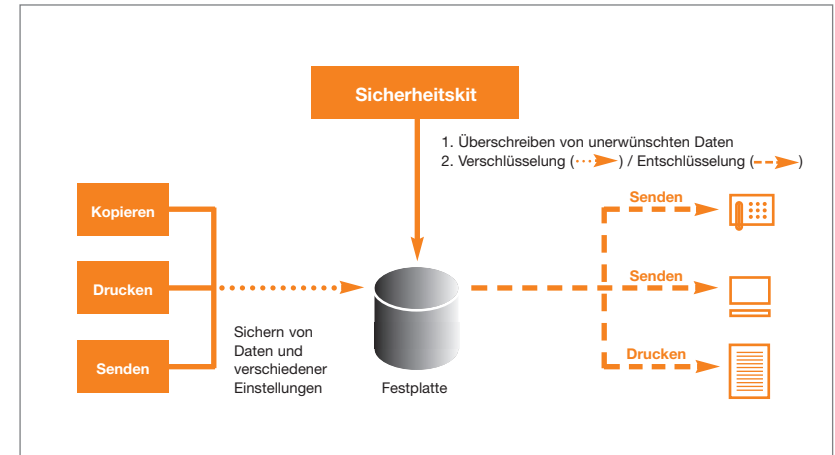 Sicherheitskit
1. Überschreiben von unerwünschten Daten
2. Verschlüsselung (····➤) / Entschlüsselung (– –➤)
Kopieren
Drucken
Senden
Sichern von
Daten und
verschiedener
Einstellungen
Festplatte
Senden
Senden
Drucken